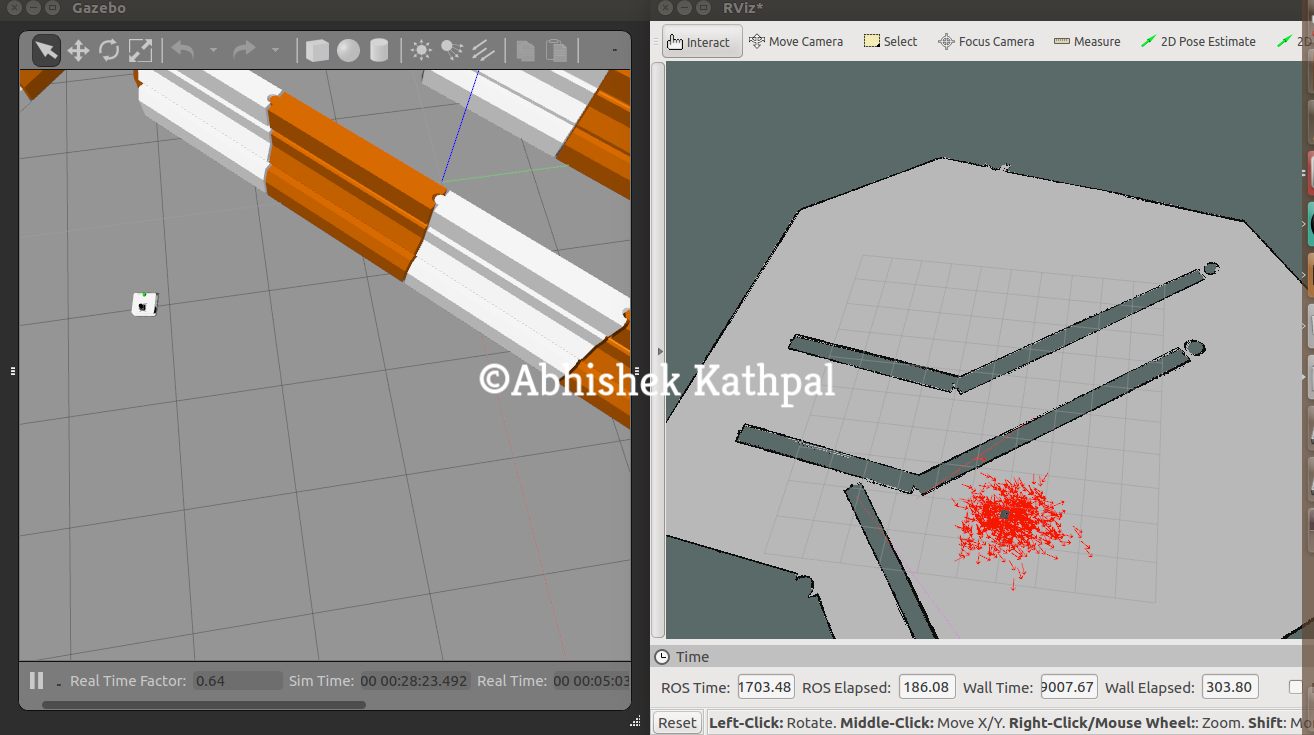 Gazebo
RViz*
Interact Move Camera Select Focus Camera Measure 2D Pose Estimate 2D
©Abhishek Kathpal
Time
Real Time Factor: 0.64 Sim Time: 00 00:28:23.492 Real Time: 00 00:05:03
ROS Time: 1703.48 ROS Elapsed: 186.08 Wall Time: 9007.67 Wall Elapsed: 303.80
Reset Left-Click: Rotate. Middle-Click: Move X/Y. Right-Click/Mouse Wheel:: Zoom. Shift: Mo